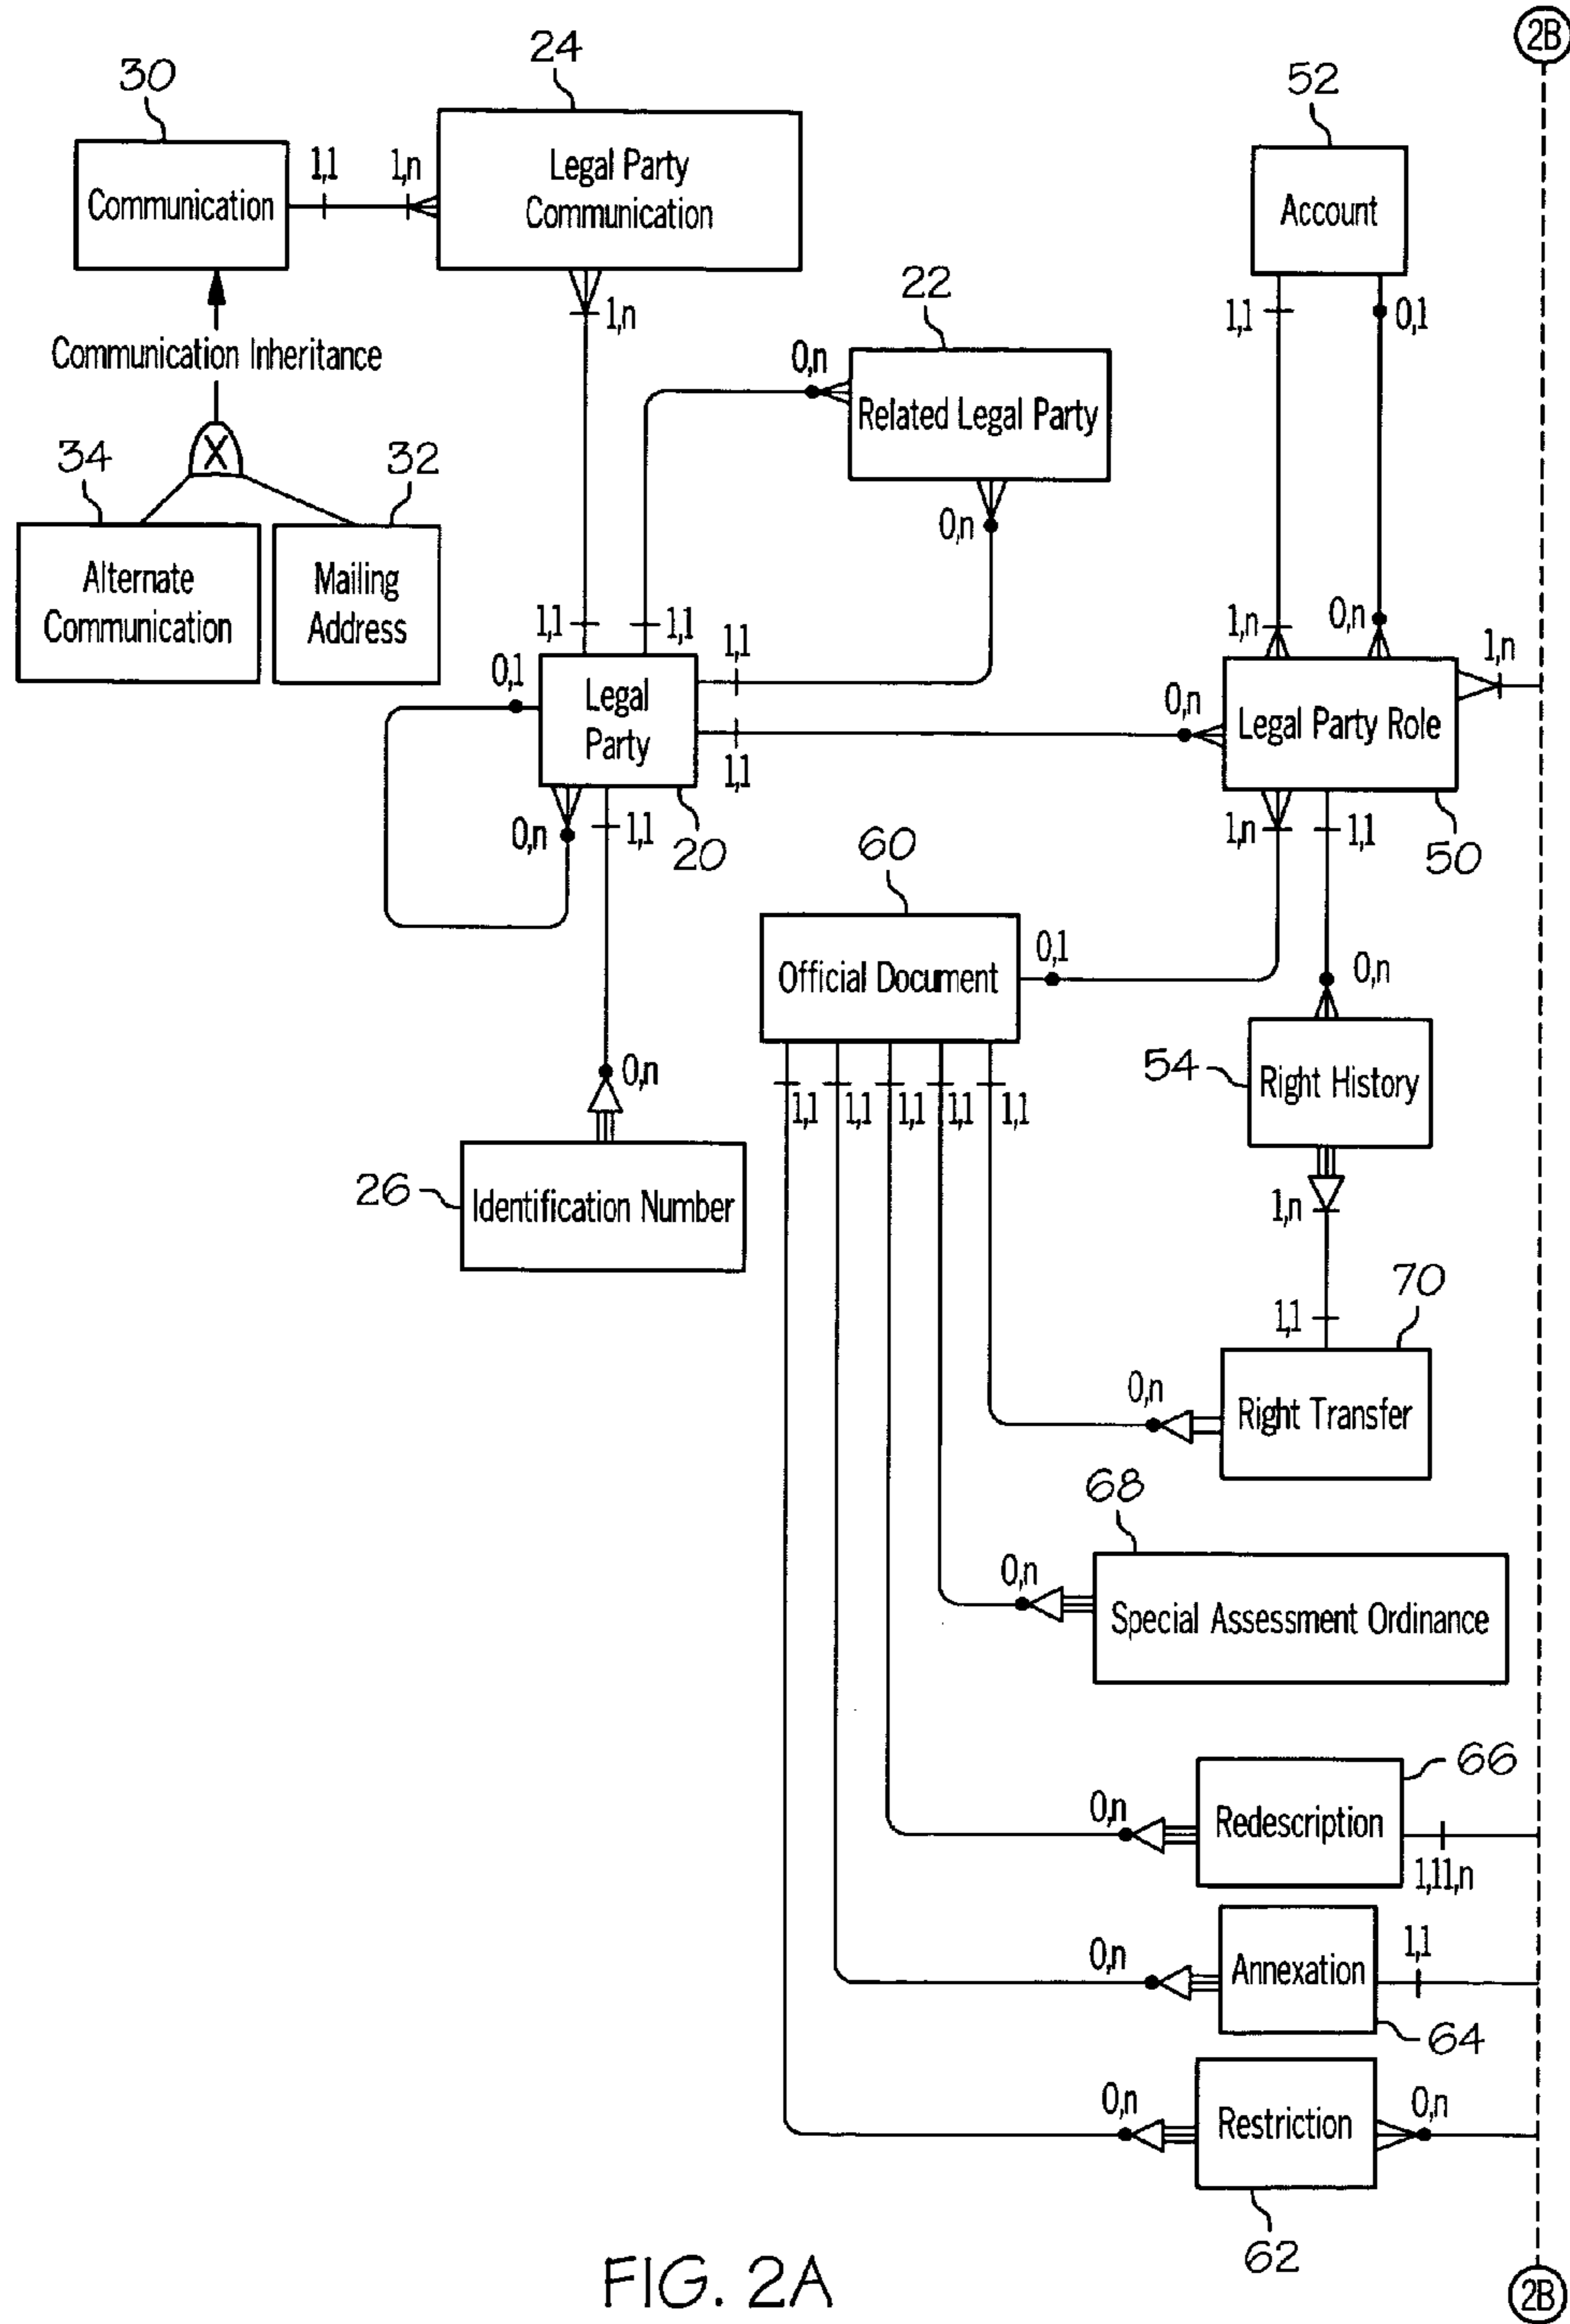 2B
24
30
52
Legal Party
Communication
1,1
1,n
Communication
Account
1,n
22
1,1
0,1
Communication Inheritance
0,n
Related Legal Party
34
32
X
0,n
Alternate
Communication
Mailing
Address
1,1
1,1
1,1
1,n
0,n
1,n
0,1
Legal
Party
0,n
Legal Party Role
1,1
0,n
1,1
20
60
1,n
1,1
50
Official Document
0,1
0,n
54
Right History
1,1
1,1
1,1
1,1
1,1
0,n
26
Identification Number
1,n
70
1,1
0,n
Right Transfer
68
0,n
Special Assessment Ordinance
66
0,n
Redescription
1,11,n
0,n
Annexation
1,1
64
0,n
Restriction
0,n
62
FIG. 2A
2B